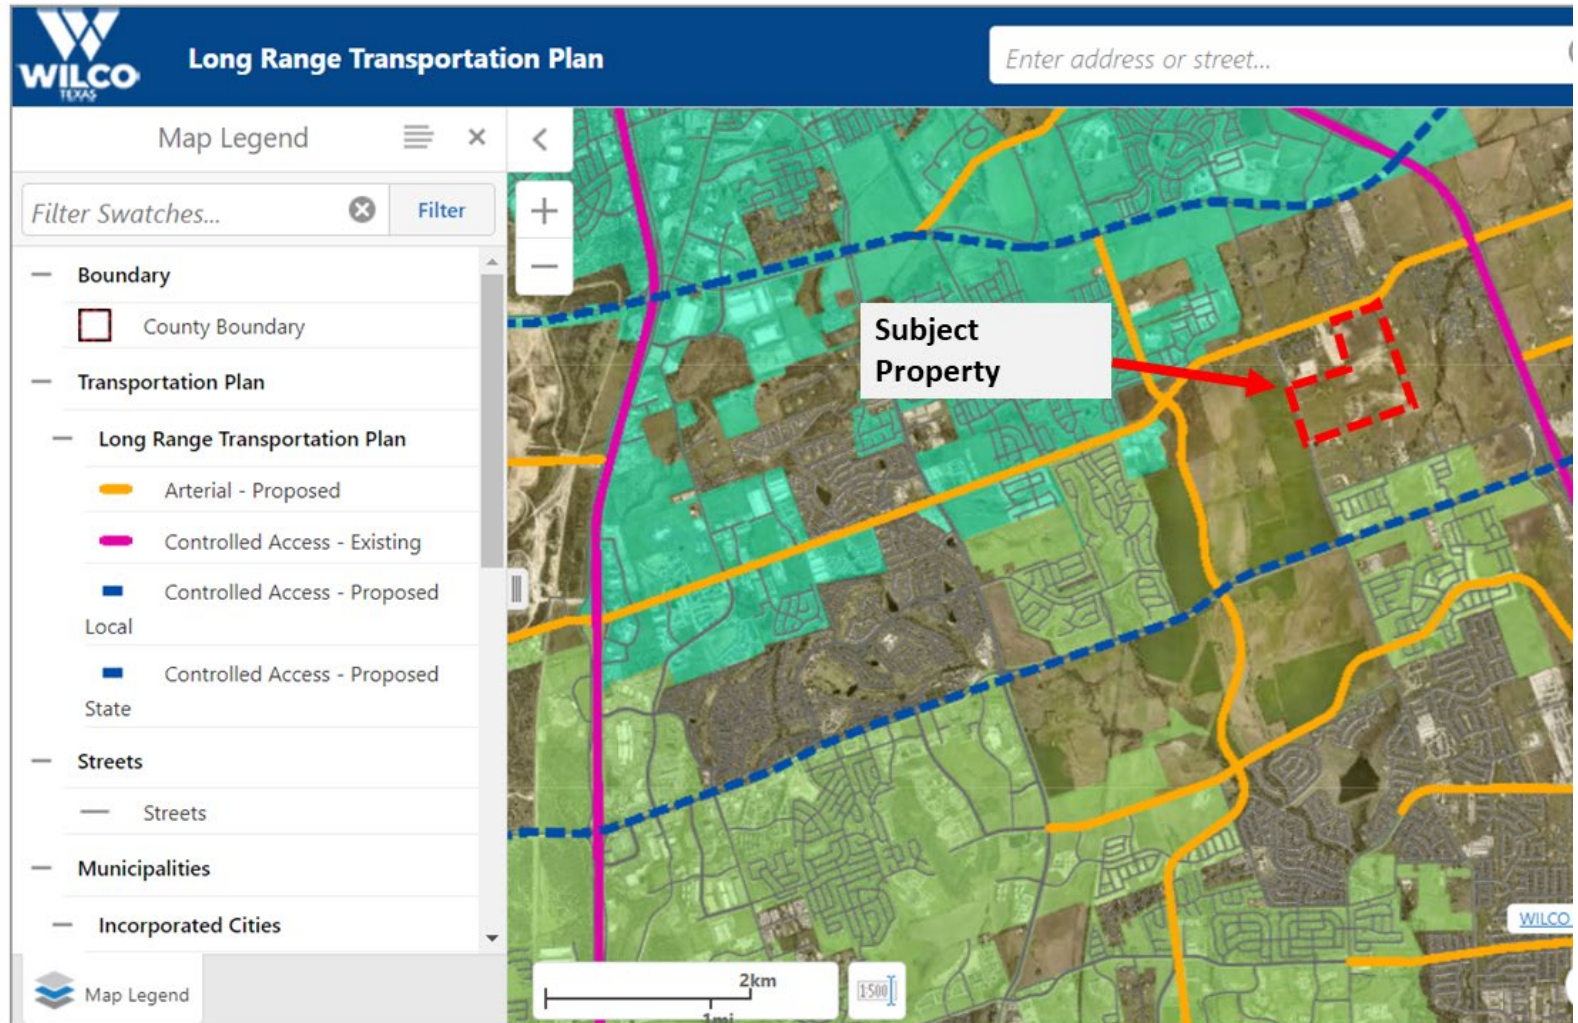 WILCO
TEXAS
Long Range Transportation Plan
Enter address or street...
Map Legend
Filter Swatches...
Filter
Boundary
County Boundary
Transportation Plan
Long Range Transportation Plan
Arterial - Proposed
Controlled Access - Existing
Controlled Access - Proposed
Local
Controlled Access - Proposed
State
Streets
Streets
Municipalities
Incorporated Cities
Map Legend
Subject
Property
2km
1mi
1:500
WILCO